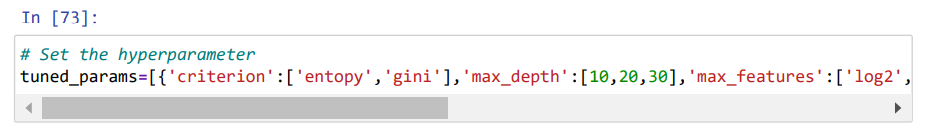 In [73]:
# Set the hyperparameter
tuned_params=[{'criterion':['entopy','gini'],'max_depth':[10,20,30],'max_features':['log2',